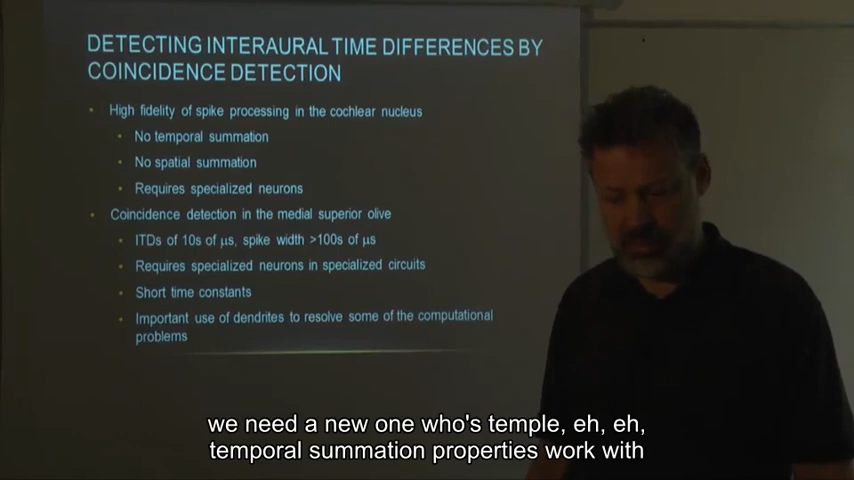 DETECTING INTERAURAL TIME DIFFERENCES BY
COINCIDENCE DETECTION
• High fidelity of spike processing in the cochlear nucleus
• No temporal summation
• No spatial summation
• Requires specialized neurons
• Coincidence detection in the medial superior olive
• ITDs of 10s of µs, spike width >100s of µs
• Requires specialized neurons in specialized circuits
• Short time constants
• Important use of dendrites to resolve some of the computational
problems
we need a new one who's temple, eh, eh,
temporal summation properties work with